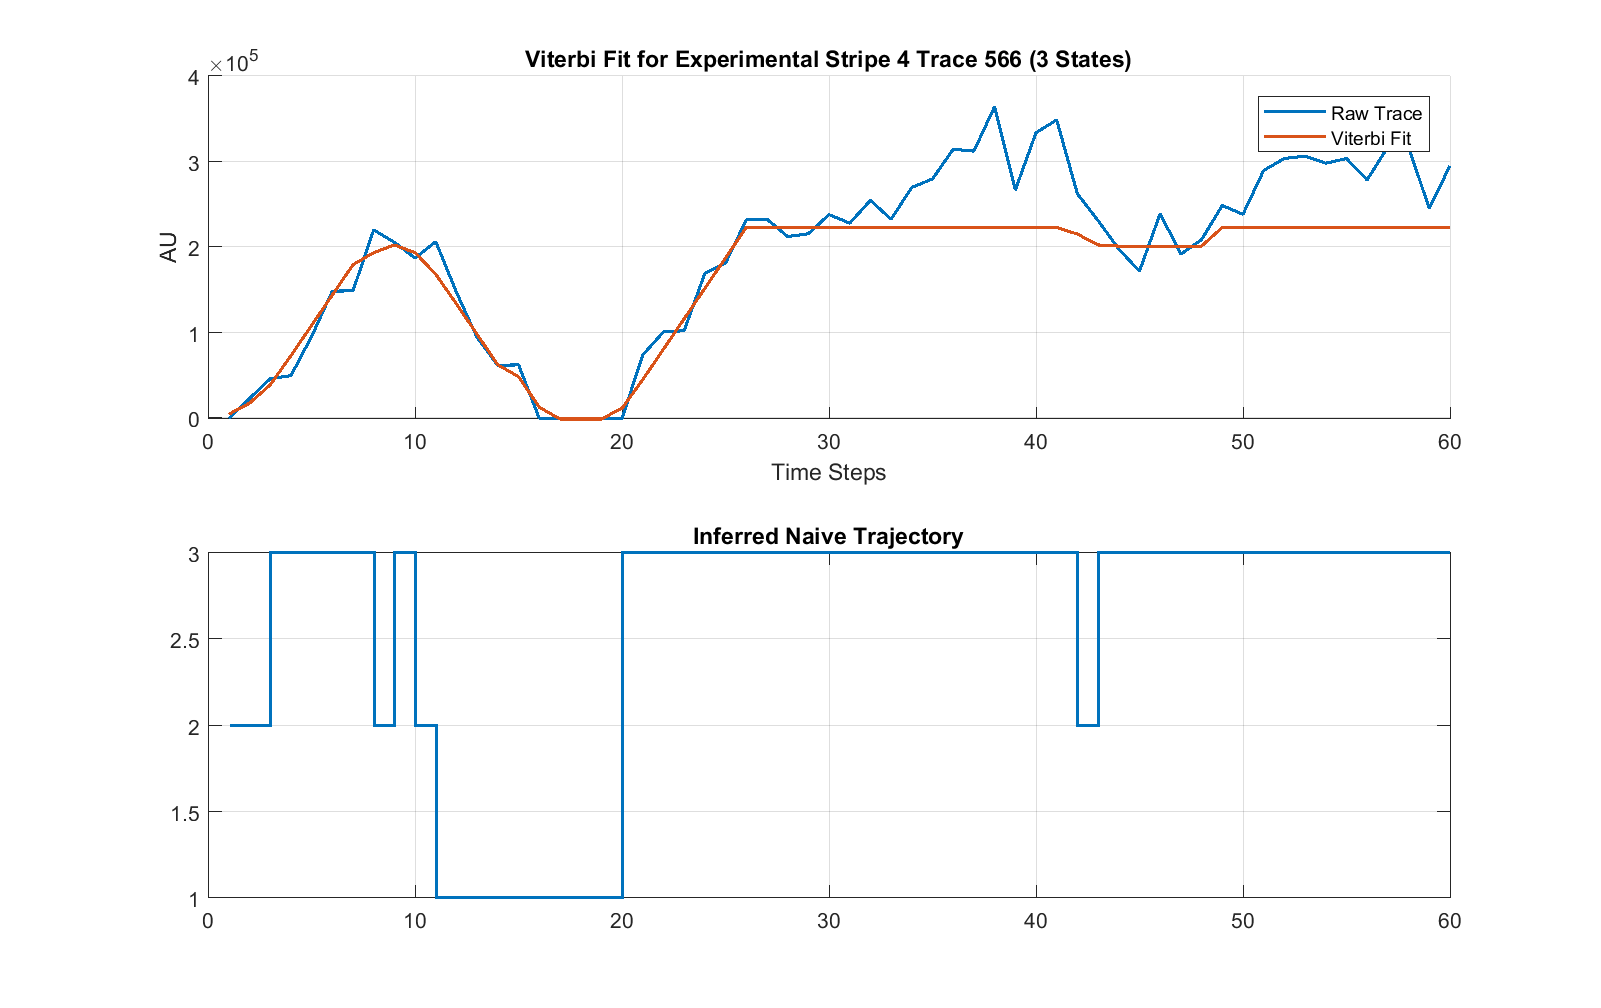 Viterbi Fit for Experimental Stripe 4 Trace 566 (3 States)
×10^5
4
3
2
1
0
AU
Raw Trace
Viterbi Fit
0 10 20 30 40 50 60
Time Steps
Inferred Naive Trajectory
3
2.5
2
1.5
1
0 10 20 30 40 50 60